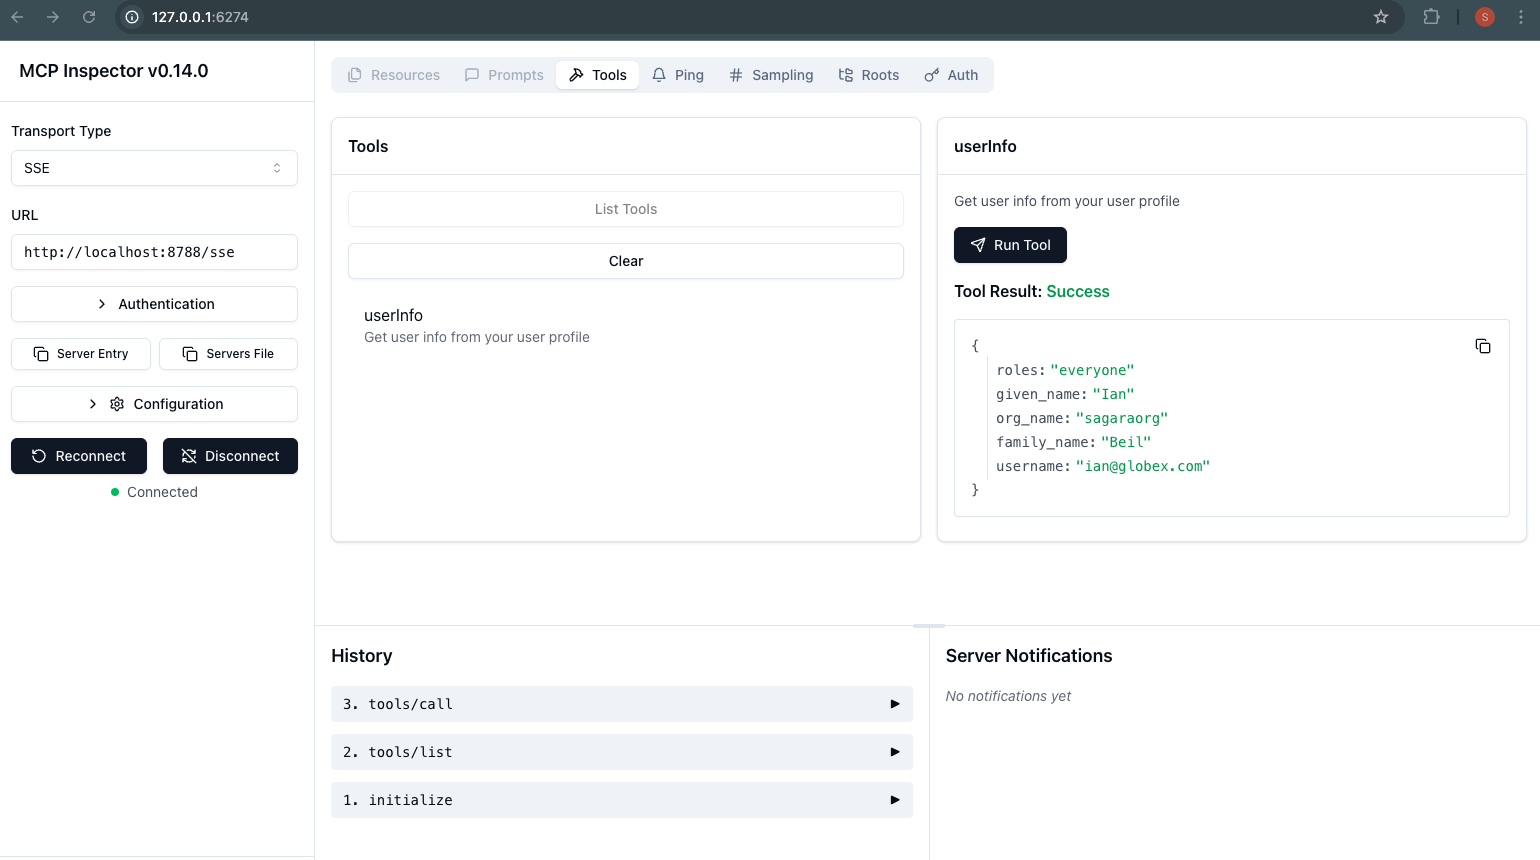 127.0.0.1:6274
S
MCP Inspector v0.14.0
Transport Type
SSE
URL
http://localhost:8788/sse
Authentication
Server Entry
Servers File
Configuration
Reconnect
Disconnect
Connected
Resources
Prompts
Tools
Ping
Sampling
Roots
Auth
Tools
List Tools
Clear
userInfo
Get user info from your user profile
userInfo
Get user info from your user profile
Run Tool
Tool Result: Success
{
roles: "everyone"
given_name: "Ian"
org_name: "sagaraorg"
family_name: "Beil"
username: "ian@globex.com"
}
History
3. tools/call
2. tools/list
1. initialize
Server Notifications
No notifications yet